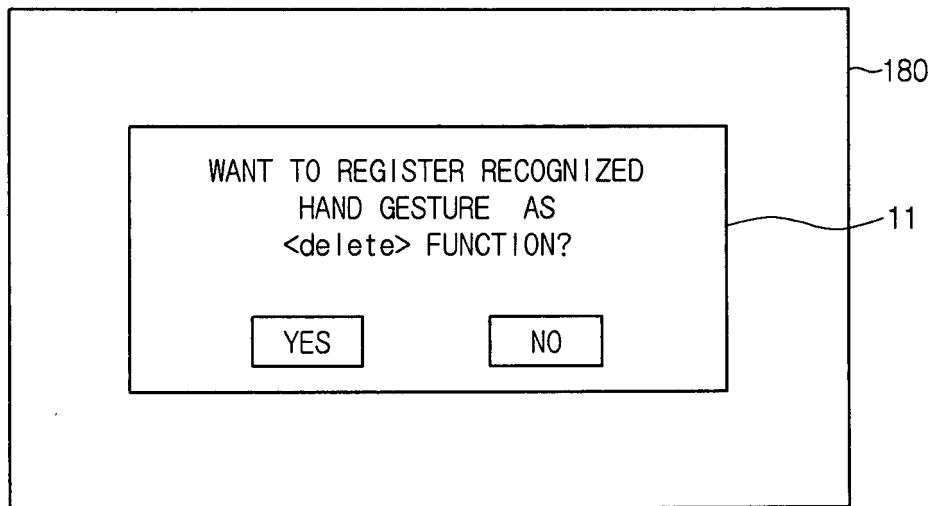 180
WANT TO REGISTER RECOGNIZED
HAND GESTURE AS
<delete> FUNCTION?
11
YES NO